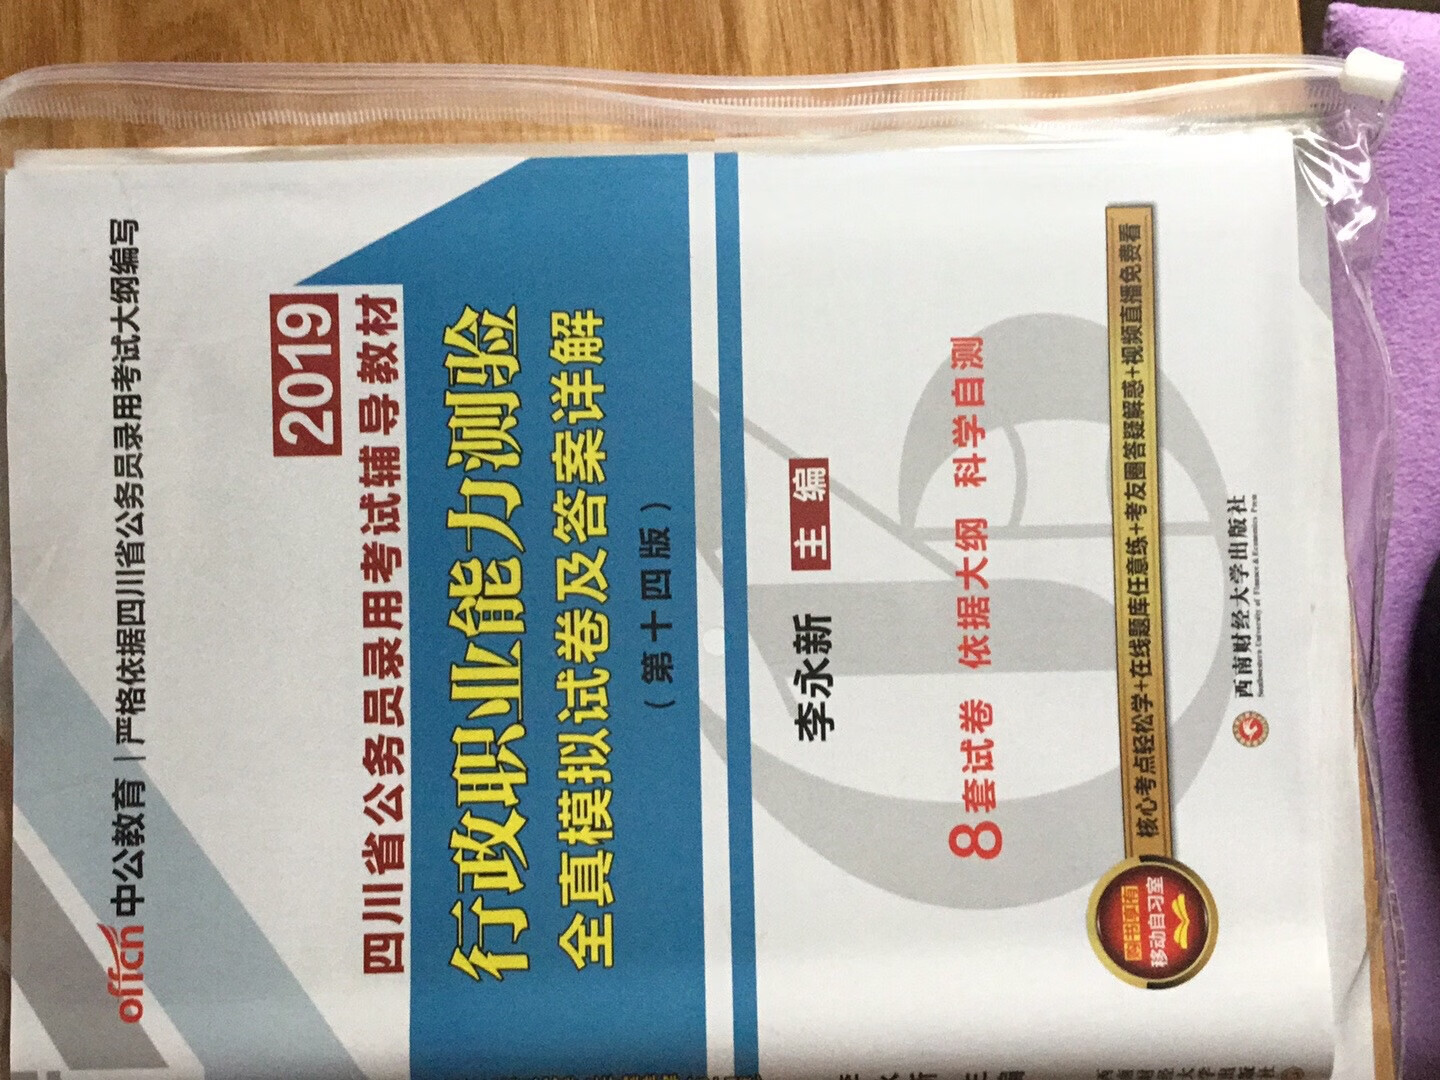 offcn 中公教育 | 严格依据四川省公务员录用考试大纲编写
2019
四川省公务员录用考试辅导教材
行政职业能力测验
全真模拟试卷及答案详解
(第十四版)
李永新 主编
8套试卷 依据大纲 科学自测
核心考点轻松学+在线题库任意练+考友圈答疑解惑+视频直播免费看
移动自习室
西南财经大学出版社
Southwestern University of Finance & Economics Press